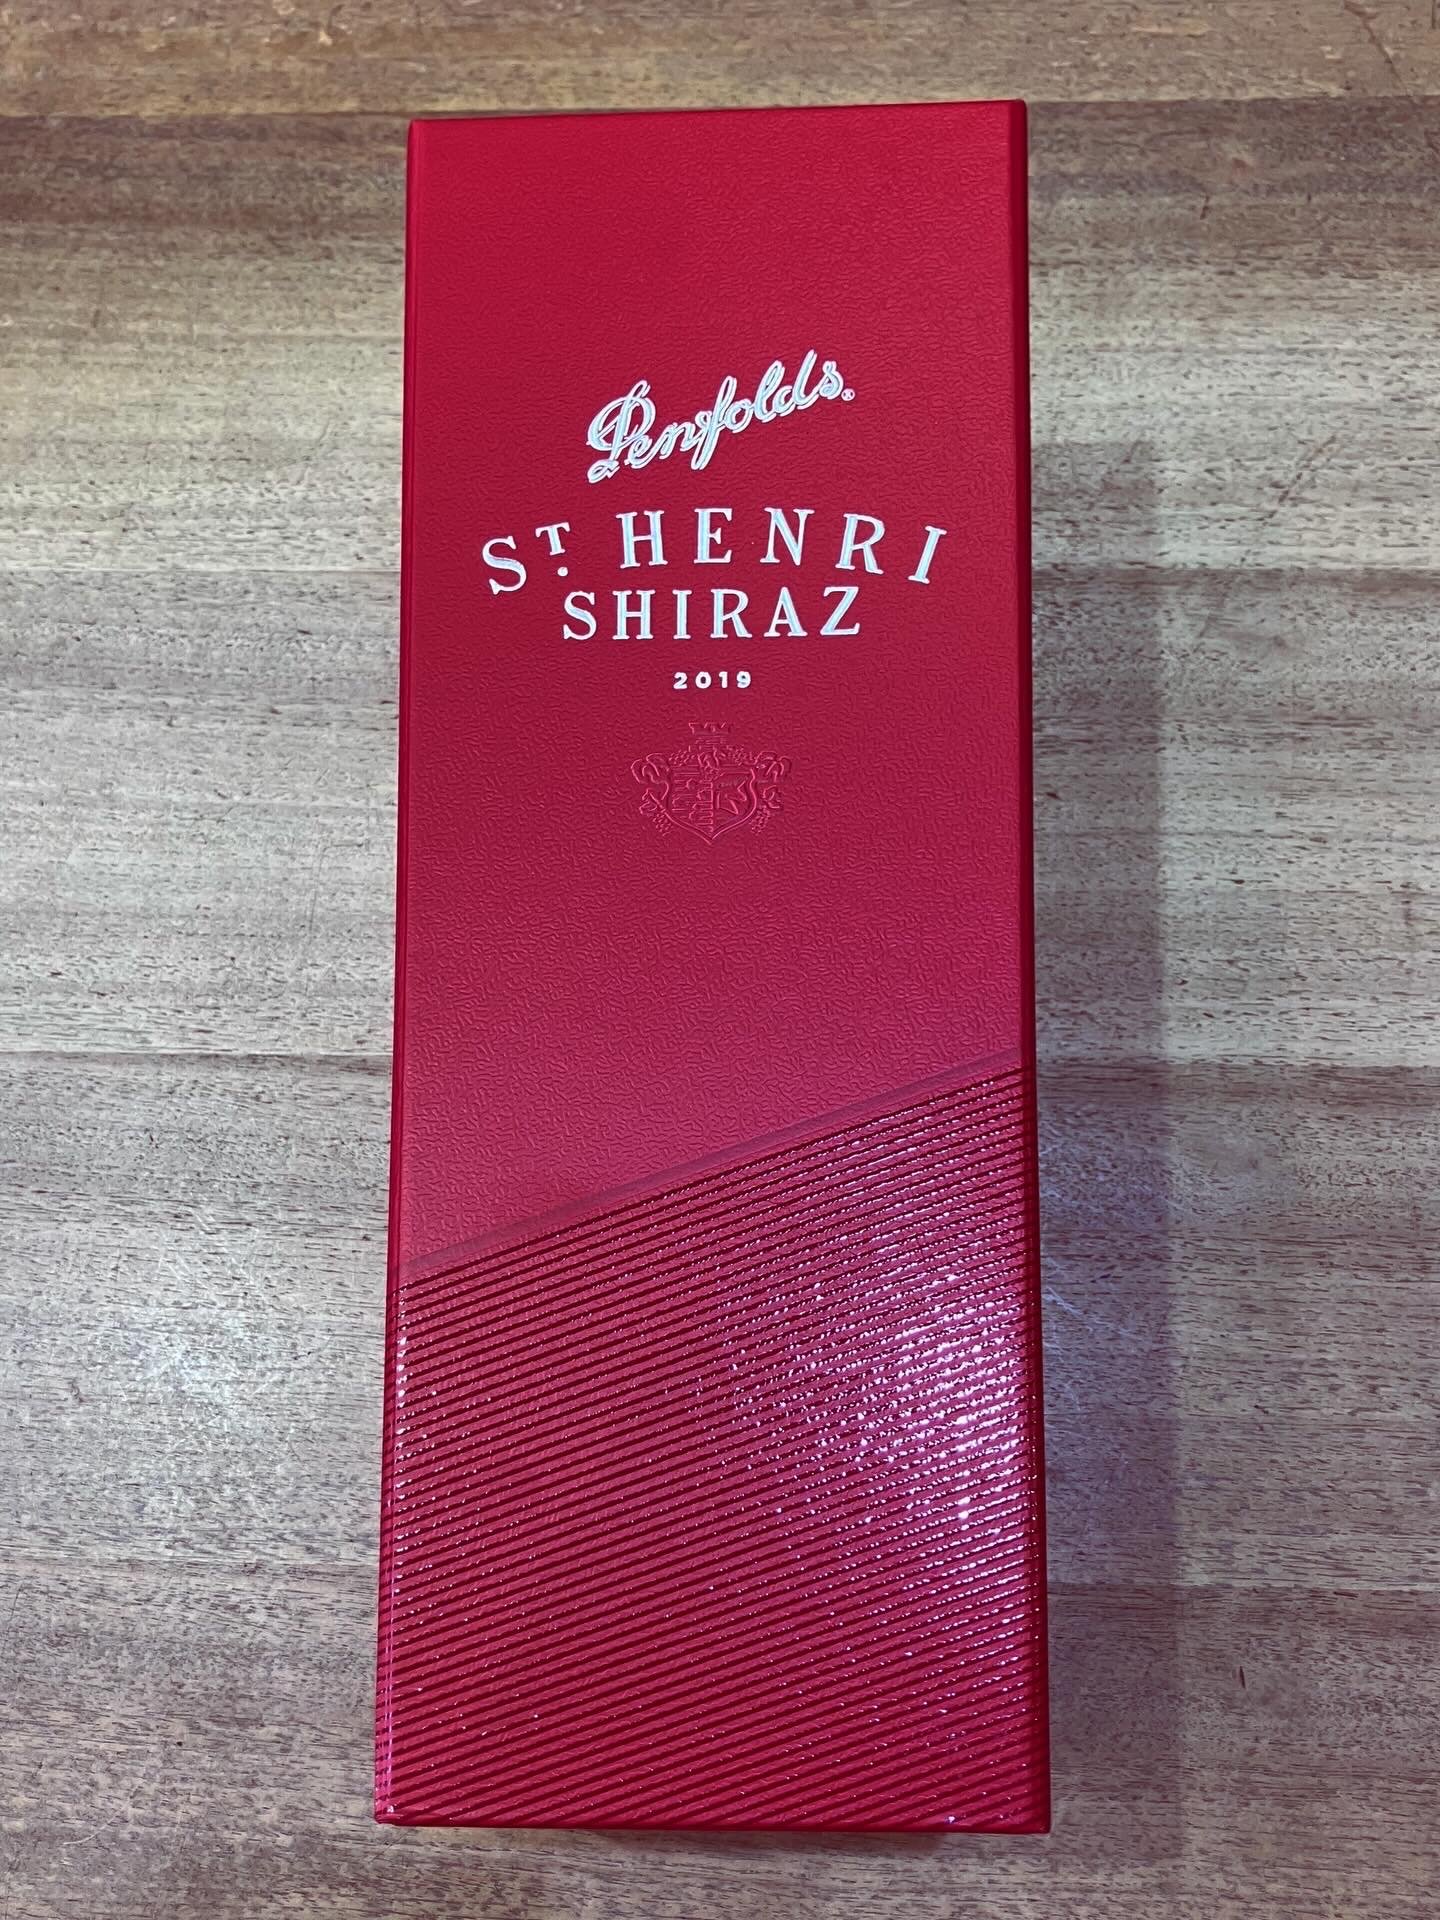 Penfolds®
ST. HENRI
SHIRAZ
2019